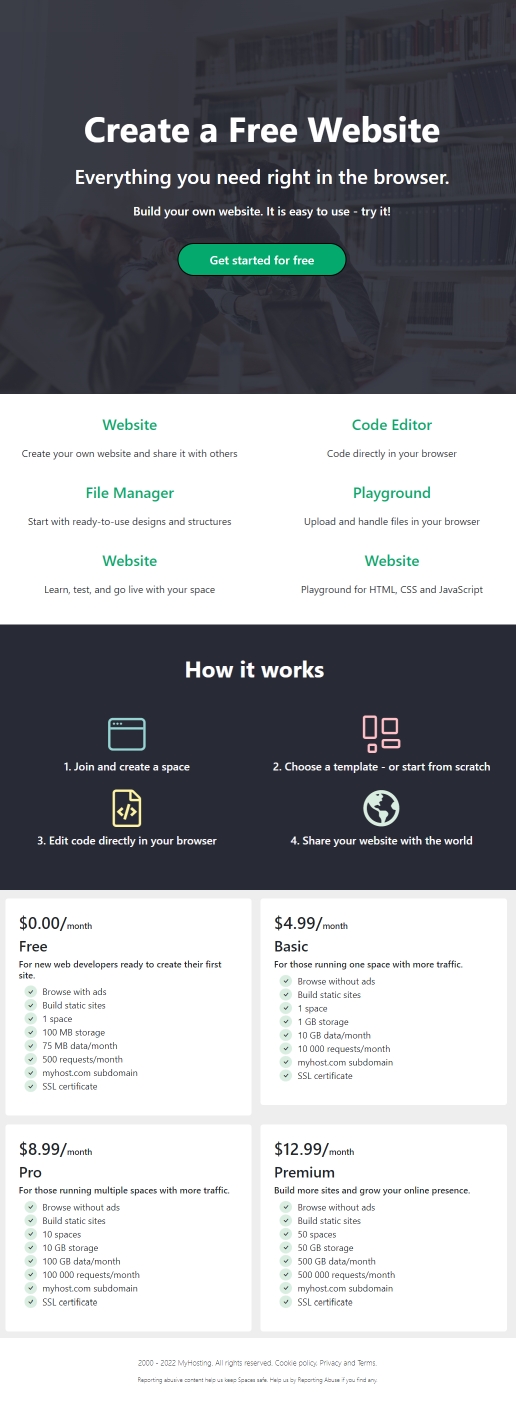 Create a Free Website
Everything you need right in the browser.
Build your own website. It is easy to use - try it!
Get started for free
Website
Create your own website and share it with others
Code Editor
Code directly in your browser
File Manager
Start with ready-to-use designs and structures
Playground
Upload and handle files in your browser
Website
Learn, test, and go live with your space
Website
Playground for HTML, CSS and JavaScript
How it works
1. Join and create a space
2. Choose a template - or start from scratch
3. Edit code directly in your browser
4. Share your website with the world
$0.00/month
Free
For new web developers ready to create their first
site.
Browse with ads
Build static sites
1 space
100 MB storage
75 MB data/month
500 requests/month
myhost.com subdomain
SSL certificate
$4.99/month
Basic
For those running one space with more traffic.
Browse without ads
Build static sites
1 space
1 GB storage
10 GB data/month
10 000 requests/month
myhost.com subdomain
SSL certificate
$8.99/month
Pro
For those running multiple spaces with more traffic.
Browse without ads
Build static sites
10 spaces
10 GB storage
100 GB data/month
100 000 requests/month
myhost.com subdomain
SSL certificate
$12.99/month
Premium
Build more sites and grow your online presence.
Browse without ads
Build static sites
50 spaces
50 GB storage
500 GB data/month
500 000 requests/month
myhost.com subdomain
SSL certificate
2000 - 2022 MyHosting. All rights reserved. Cookie policy, Privacy and Terms.
Reporting abusive content help us keep Spaces safe. Help us by Reporting Abuse if you find any.